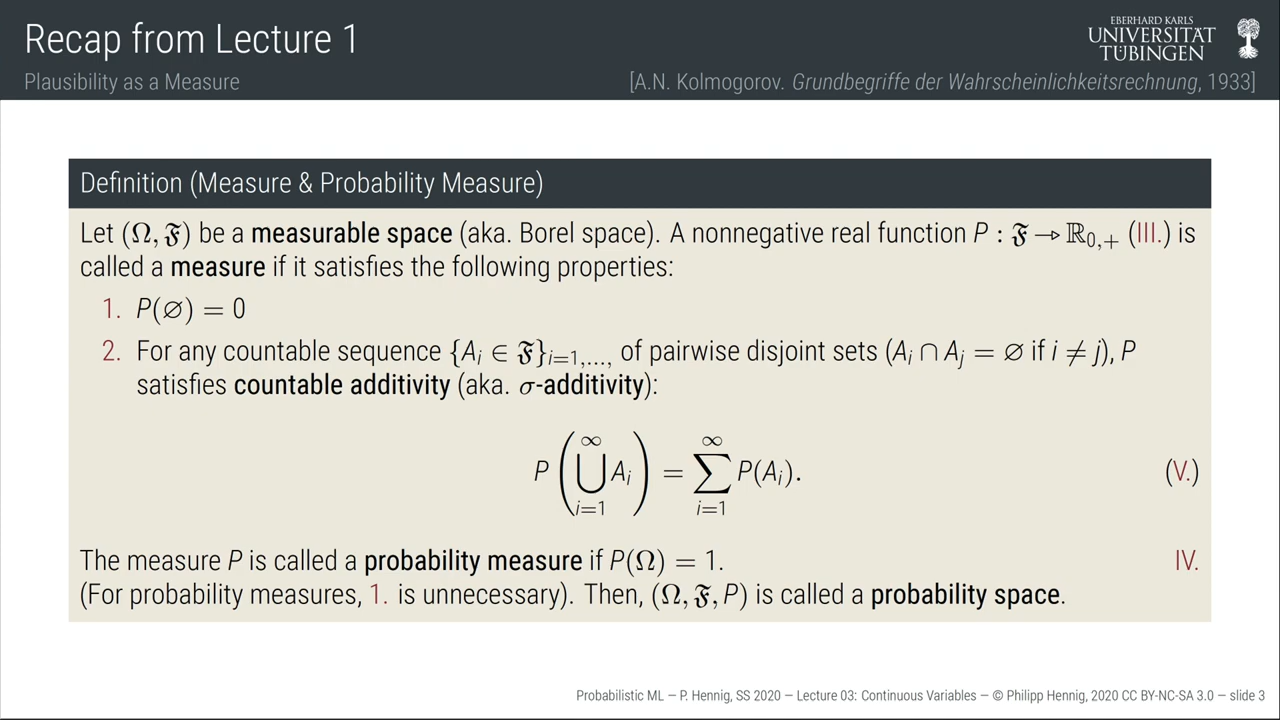 Recap from Lecture 1
EBERHARD KARLS
UNIVERSITÄT
TÜBINGEN
Plausibility as a Measure
[A.N. Kolmogorov. Grundbegriffe der Wahrscheinlichkeitsrechnung, 1933]
Definition (Measure & Probability Measure)
Let (Ω, 𝕱) be a measurable space (aka. Borel space). A nonnegative real function P : 𝕱 → ℝ₀,₊ (III.) is
called a measure if it satisfies the following properties:
1. P(∅) = 0
2. For any countable sequence {Aᵢ ∈ 𝕱}ᵢ₌₁,…, of pairwise disjoint sets (Aᵢ ∩ Aⱼ = ∅ if i ≠ j), P
satisfies countable additivity (aka. σ-additivity):
P(⋃_{i=1}^{∞} Aᵢ) = ∑_{i=1}^{∞} P(Aᵢ). (V.)
The measure P is called a probability measure if P(Ω) = 1. IV.
(For probability measures, 1. is unnecessary). Then, (Ω, 𝕱, P) is called a probability space.
Probabilistic ML — P. Hennig, SS 2020 — Lecture 03: Continuous Variables — © Philipp Hennig, 2020 CC BY-NC-SA 3.0 — slide 3